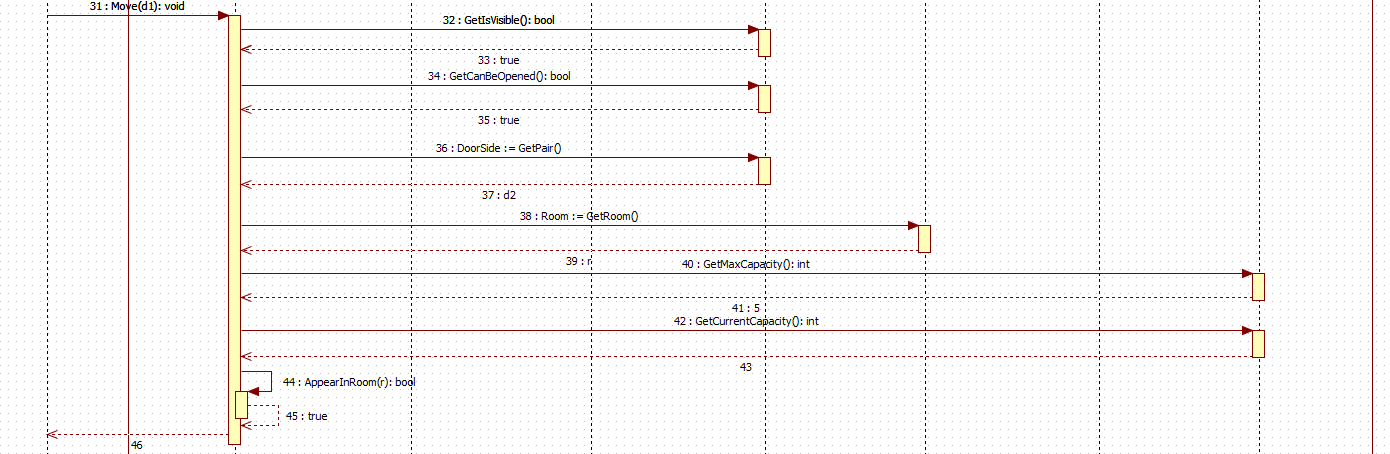 31 : Move(d1): void
32 : GetIsVisible(): bool
33 : true
34 : GetCanBeOpened(): bool
35 : true
36 : DoorSide := GetPair()
37 : d2
38 : Room := GetRoom()
39 : r
40 : GetMaxCapacity(): int
41 : 5
42 : GetCurrentCapacity(): int
43
44 : AppearInRoom(r): bool
45 : true
46